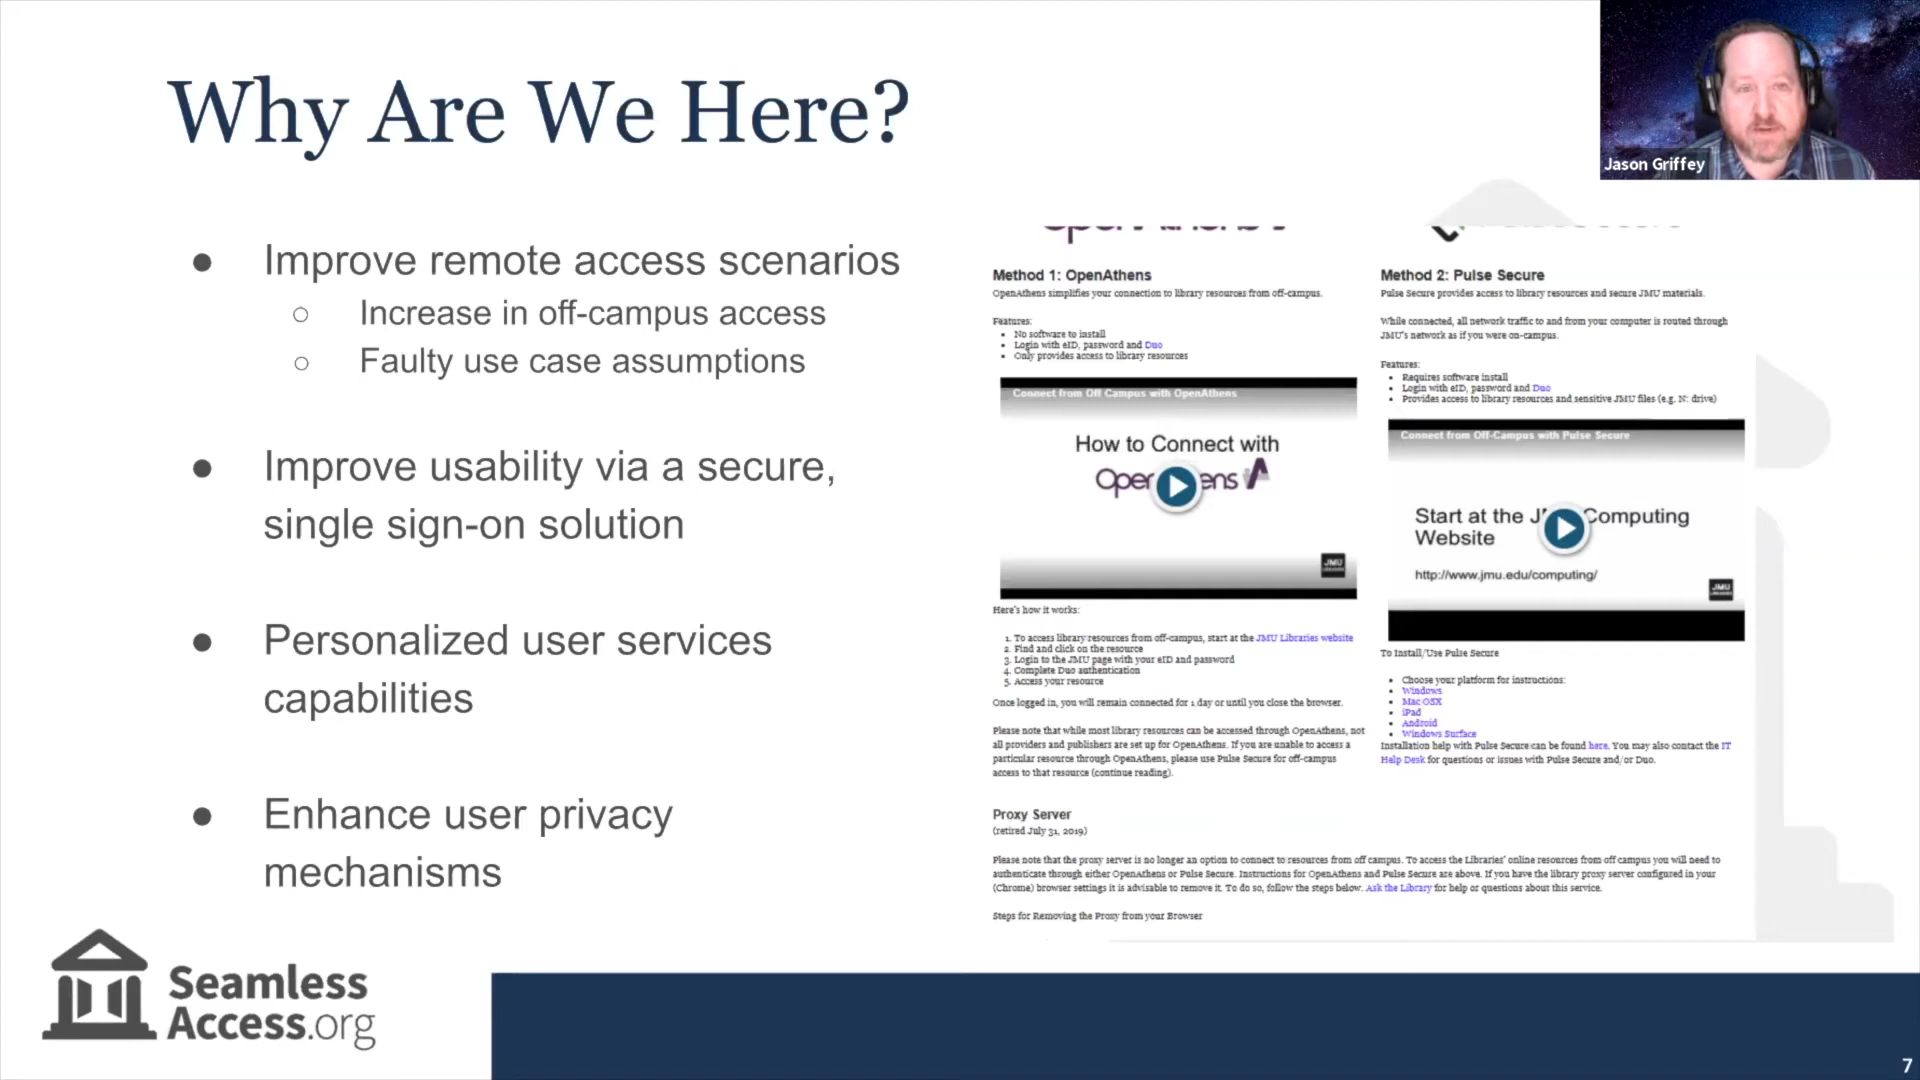 Why Are We Here?
Jason Griffey
● Improve remote access scenarios
○ Increase in off-campus access
○ Faulty use case assumptions
● Improve usability via a secure,
single sign-on solution
● Personalized user services
capabilities
● Enhance user privacy
mechanisms
Method 1: OpenAthens
OpenAthens simplifies your connection to library resources from off-campus.
Features:
• No software to install
• Login with eID, password and Duo
• Only provides access to library resources
Connect from Off Campus with OpenAthens
How to Connect with
JMU
Here's how it works:
1. To access library resources from off-campus, start at the JMU Libraries website
2. Find and click on the resource
3. Login to the JMU page with your eID and password
4. Complete Duo authentication
5. Access your resource
Once logged in, you will remain connected for 1 day or until you close the browser.
Please note that while most library resources can be accessed through OpenAthens, not
all providers and publishers are set up for OpenAthens. If you are unable to access a
particular resource through OpenAthens, please use Pulse Secure for off-campus
access to that resource (continue reading).
Method 2: Pulse Secure
Pulse Secure provides access to library resources and secure JMU materials.
While connected, all network traffic to and from your computer is routed through
JMU's network as if you were on-campus.
Features:
• Requires software install
• Login with eID, password and Duo
• Provides access to library resources and sensitive JMU files (e.g. N: drive)
Connect from Off-Campus with Pulse Secure
Start at the Computing
Website
http://www.jmu.edu/computing/
JMU
To Install/Use Pulse Secure
• Choose your platform for instructions:
• Windows
• Mac OSX
• iPad
• Android
• Windows Surface
Installation help with Pulse Secure can be found here. You may also contact the IT
Help Desk for questions or issues with Pulse Secure and/or Duo.
Proxy Server
(retired July 31, 2019)
Please note that the proxy server is no longer an option to connect to resources from off campus. To access the Libraries' online resources from off campus you will need to
authenticate through either OpenAthens or Pulse Secure. Instructions for OpenAthens and Pulse Secure are above. If you have the library proxy server configured in your
(Chrome) browser settings it is advisable to remove it. To do so, follow the steps below. Ask the Library for help or questions about this service.
Steps for Removing the Proxy from your Browser
Seamless
Access.org
7